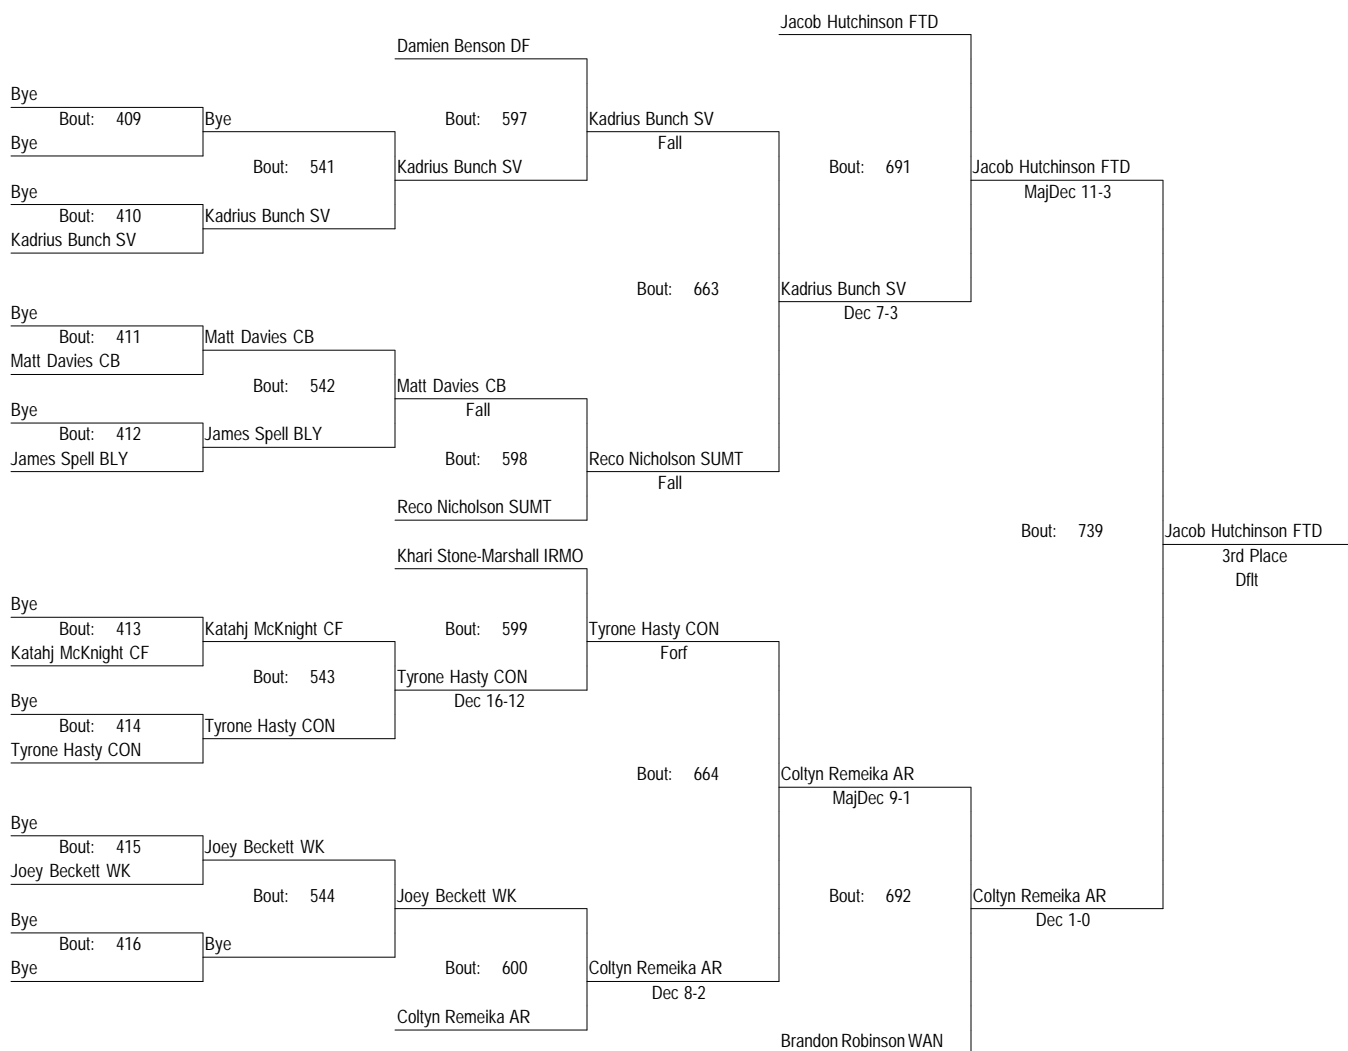 Jacob Hutchinson FTD
Damien Benson DF
Bye
Bout: 409
Bye
Bout: 597
Kadrius Bunch SV
Bye
Fall
Bout: 541
Kadrius Bunch SV
Bout: 691
Jacob Hutchinson FTD
Bye
MajDec 11-3
Bout: 410
Kadrius Bunch SV
Kadrius Bunch SV
Bout: 663
Kadrius Bunch SV
Bye
Dec 7-3
Bout: 411
Matt Davies CB
Matt Davies CB
Bout: 542
Matt Davies CB
Bye
Fall
Bout: 412
James Spell BLY
James Spell BLY
Bout: 598
Reco Nicholson SUMT
Fall
Reco Nicholson SUMT
Bout: 739
Jacob Hutchinson FTD
Khari Stone-Marshall IRMO
3rd Place
Dflt
Bye
Bout: 413
Katahj McKnight CF
Bout: 599
Tyrone Hasty CON
Katahj McKnight CF
Forf
Bout: 543
Tyrone Hasty CON
Bye
Dec 16-12
Bout: 414
Tyrone Hasty CON
Tyrone Hasty CON
Bout: 664
Coltyn Remeika AR
MajDec 9-1
Bye
Bout: 415
Joey Beckett WK
Joey Beckett WK
Bout: 544
Joey Beckett WK
Bout: 692
Coltyn Remeika AR
Bye
Dec 1-0
Bout: 416
Bye
Bye
Bout: 600
Coltyn Remeika AR
Dec 8-2
Coltyn Remeika AR
Brandon Robinson WAN